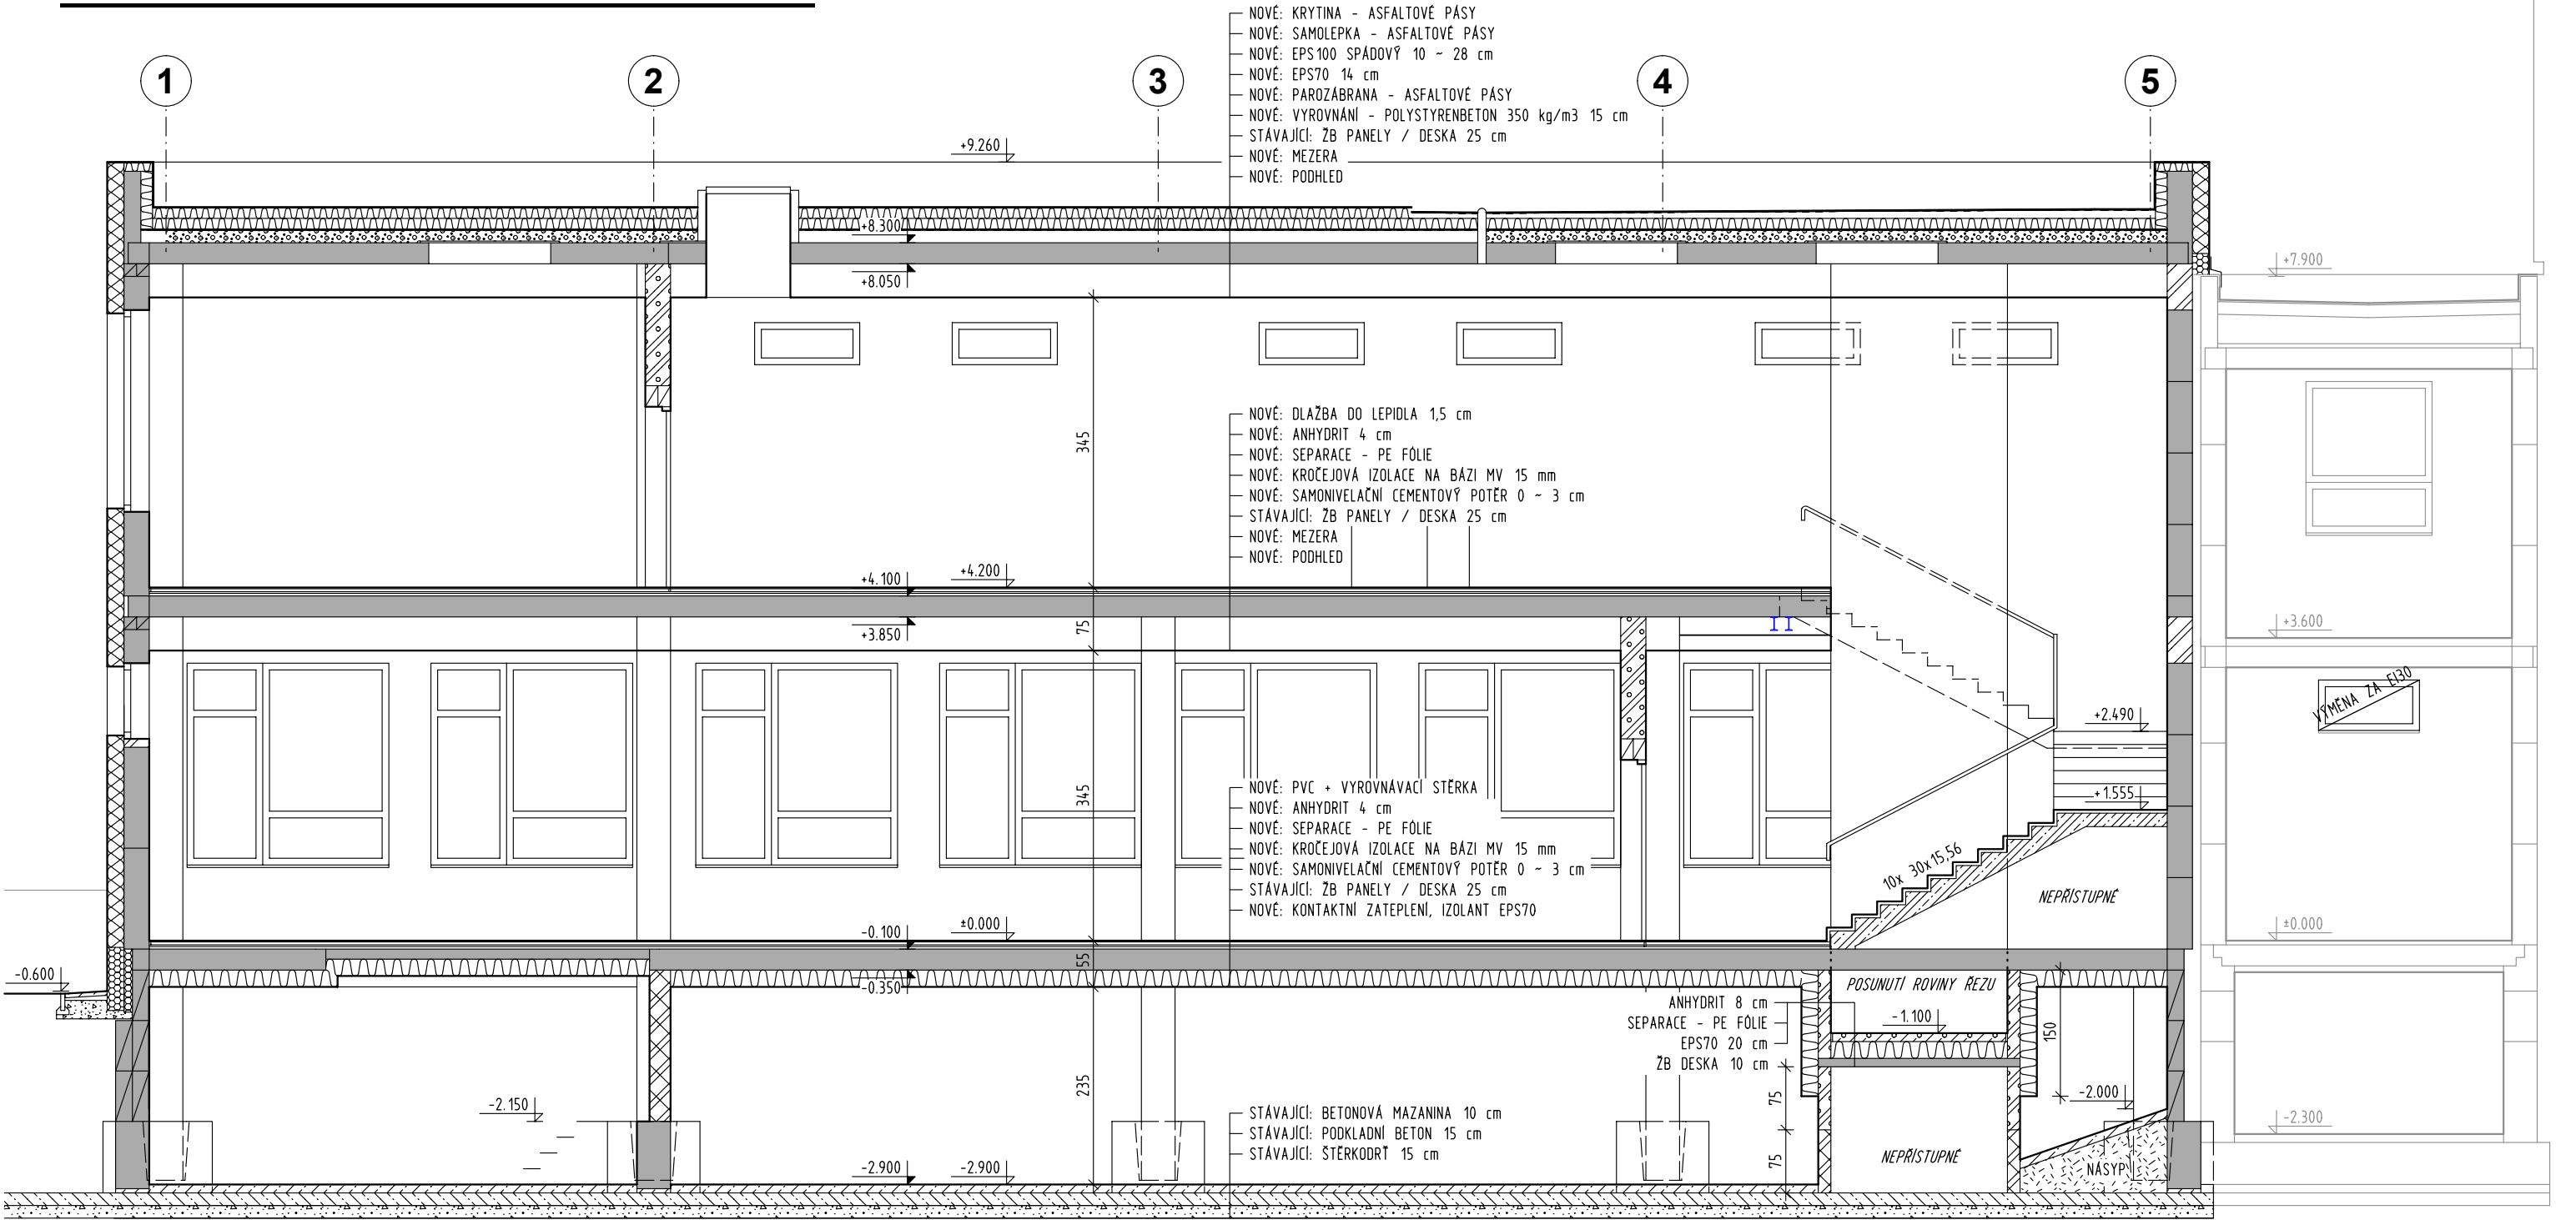 NOVÉ: KRYTINA - ASFALTOVÉ PÁSY
NOVÉ: SAMOLEPKA - ASFALTOVÉ PÁSY
NOVÉ: EPS100 SPÁDOVÝ 10 ~ 28 cm
NOVÉ: EPS70 14 cm
NOVÉ: PAROZÁBRANA - ASFALTOVÉ PÁSY
NOVÉ: VYROVNÁNÍ - POLYSTYRENBETON 350 kg/m3 15 cm
STÁVAJÍCÍ: ŽB PANELY / DESKA 25 cm
NOVÉ: MEZERA
NOVÉ: PODHLED
1
2
3
4
5
+9.260
+8.300
+8.050
+7.900
345
NOVÉ: DLAŽBA DO LEPIDLA 1,5 cm
NOVÉ: ANHYDRIT 4 cm
NOVÉ: SEPARACE - PE FÓLIE
NOVÉ: KROČEJOVÁ IZOLACE NA BÁZI MV 15 mm
NOVÉ: SAMONIVELAČNÍ CEMENTOVÝ POTĚR 0 ~ 3 cm
STÁVAJÍCÍ: ŽB PANELY / DESKA 25 cm
NOVÉ: MEZERA
NOVÉ: PODHLED
+4.100
+4.200
+3.850
75
+3.600
VÝMĚNA ZA EI30
+2.490
+1.555
345
NOVÉ: PVC + VYROVNÁVACÍ STĚRKA
NOVÉ: ANHYDRIT 4 cm
NOVÉ: SEPARACE - PE FÓLIE
NOVÉ: KROČEJOVÁ IZOLACE NA BÁZI MV 15 mm
NOVÉ: SAMONIVELAČNÍ CEMENTOVÝ POTĚR 0 ~ 3 cm
STÁVAJÍCÍ: ŽB PANELY / DESKA 25 cm
NOVÉ: KONTAKTNÍ ZATEPLENÍ, IZOLANT EPS70
10x 30x15,56
NEPŘÍSTUPNÉ
-0.100
±0.000
±0.000
55
-0.600
-0.350
POSUNUTÍ ROVINY ŘEZU
ANHYDRIT 8 cm
SEPARACE - PE FÓLIE
EPS70 20 cm
ŽB DESKA 10 cm
-1.100
150
235
75
75
-2.000
-2.150
-2.300
STÁVAJÍCÍ: BETONOVÁ MAZANINA 10 cm
STÁVAJÍCÍ: PODKLADNÍ BETON 15 cm
STÁVAJÍCÍ: ŠTĚRKODRŤ 15 cm
NEPŘÍSTUPNÉ
NÁSYP
-2.900
-2.900